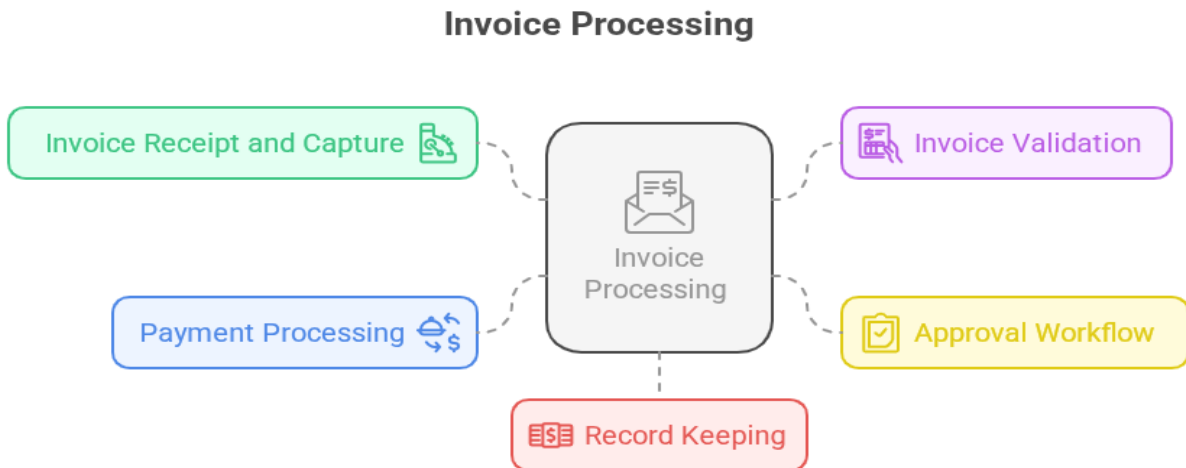 Invoice Processing
Invoice Receipt and Capture
Invoice Validation
Invoice
Processing
Payment Processing
Approval Workflow
Record Keeping